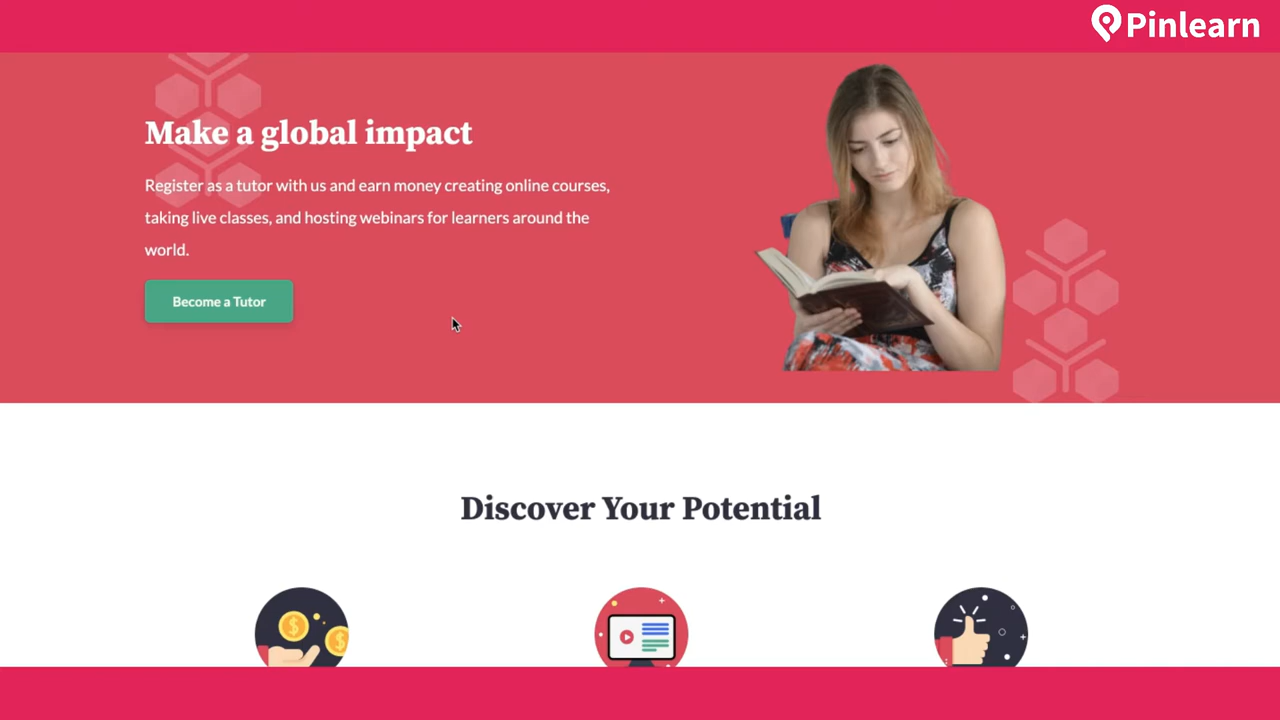 Pinlearn
Make a global impact
Register as a tutor with us and earn money creating online courses,
taking live classes, and hosting webinars for learners around the
world.
Become a Tutor
Discover Your Potential